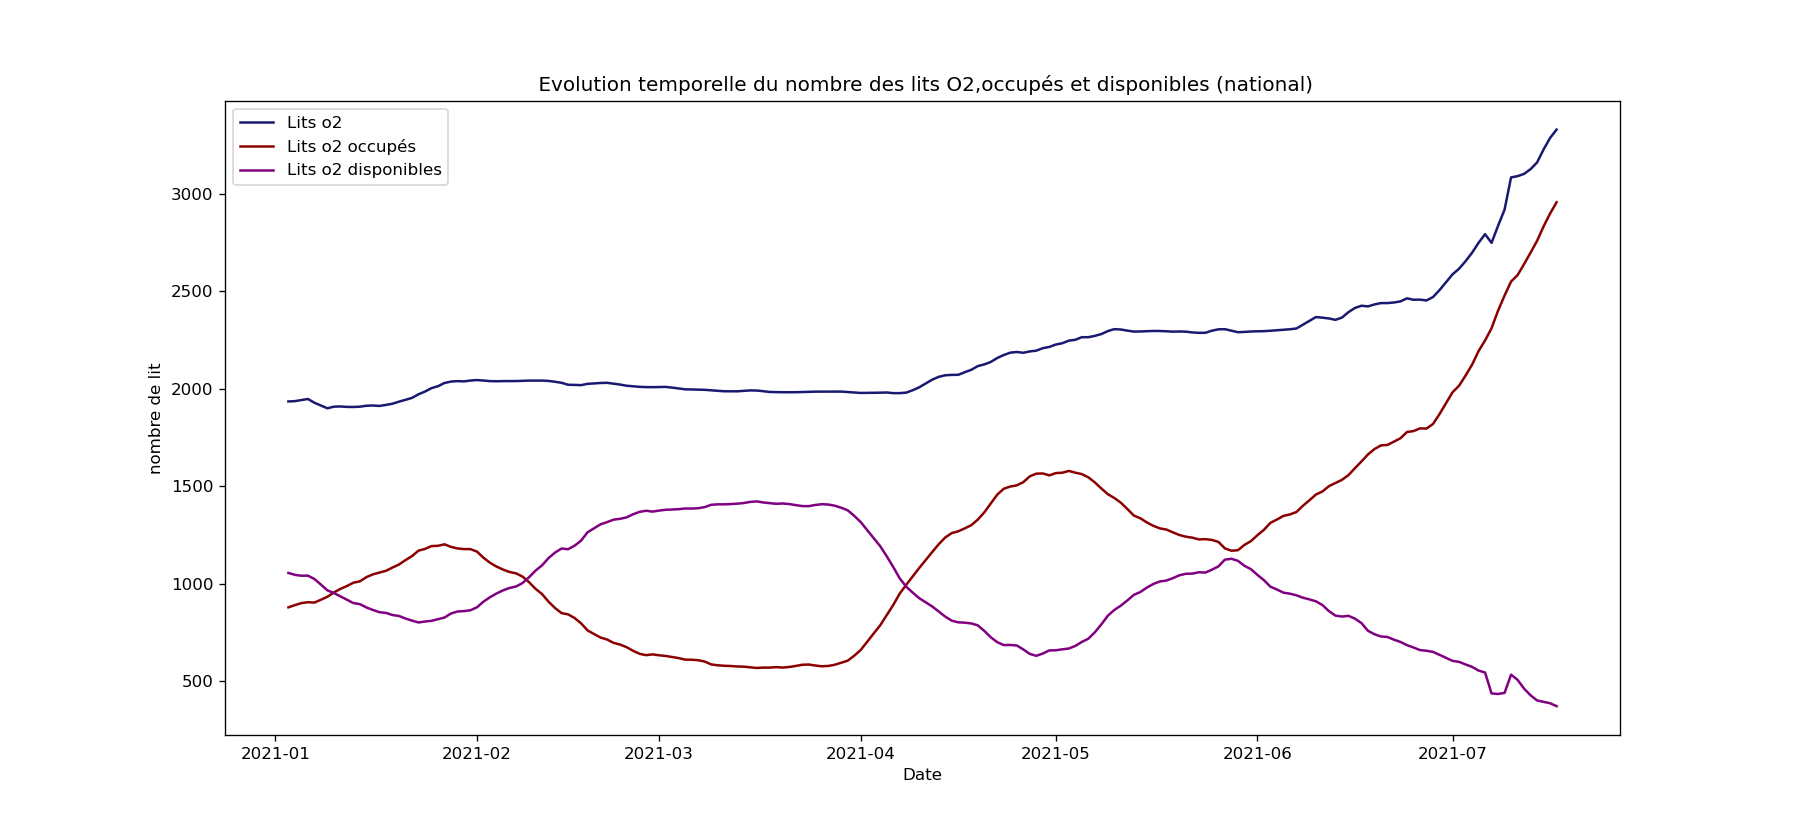 Evolution temporelle du nombre des lits O2,occupés et disponibles (national)
Lits o2
Lits o2 occupés
Lits o2 disponibles
nombre de lit
3000
2500
2000
1500
1000
500
2021-01 2021-02 2021-03 2021-04 2021-05 2021-06 2021-07
Date